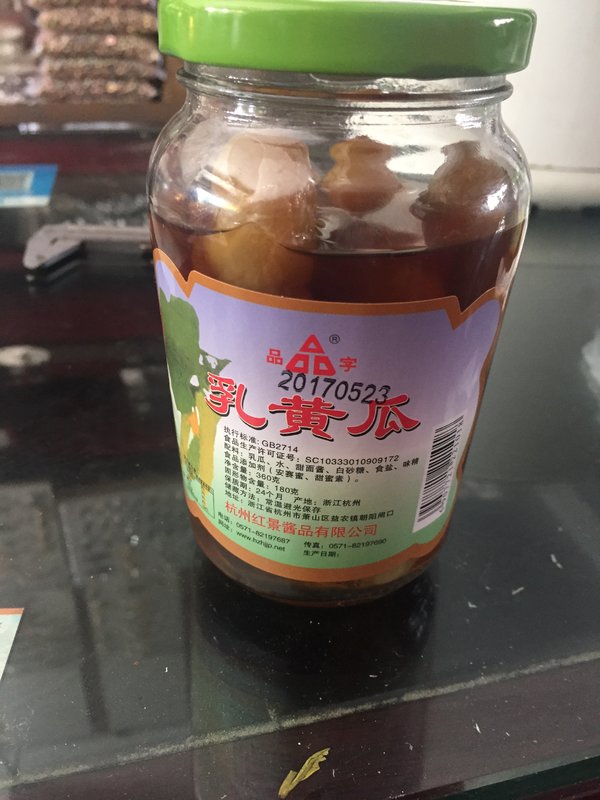 品 ® 字
20170523
乳黄瓜
执行标准:GB2714
食品生产许可证号:SC10333010909172
配料:乳瓜、水、甜面酱、白砂糖、食盐、味精
食品添加剂(安赛蜜、甜蜜素)。
净含量:360克
固形物含量:180克
保质期:24个月 产地:浙江杭州
储藏方法:常温避光保存
地址:浙江省杭州市萧山区益农镇朝阳闸口
杭州红景酱品有限公司
电话:0571-82197687 传真:0571-82197690
网址:www.hzhjjp.net 生产日期: